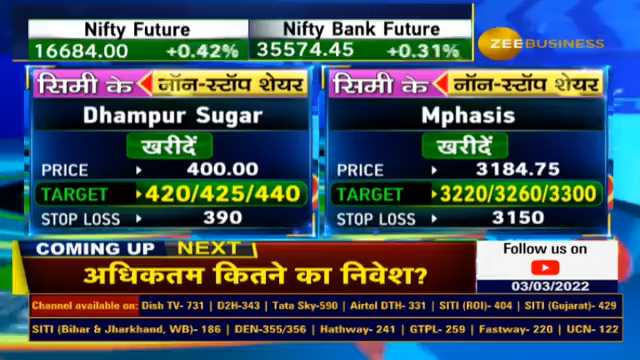 Nifty Future
16684.00 +0.42%
Nifty Bank Future
35574.45 +0.31%
ZEE BUSINESS
सिमी के नॉन-स्टॉप शेयर
Dhampur Sugar
खरीदें
PRICE 400.00
TARGET 420/425/440
STOP LOSS 390
सिमी के नॉन-स्टॉप शेयर
Mphasis
खरीदें
PRICE 3184.75
TARGET 3220/3260/3300
STOP LOSS 3150
COMING UP NEXT
अधिकतम कितने का निवेश?
Follow us on
03/03/2022
Channel available on: Dish TV- 731 | D2H-343 | Tata Sky-590 | Airtel DTH- 331 | SITI (ROI)- 404 | SITI (Gujarat)- 429
SITI (Bihar & Jharkhand, WB)- 186 | DEN-355/356 | Hathway- 241 | GTPL- 259 | Fastway- 220 | UCN- 122